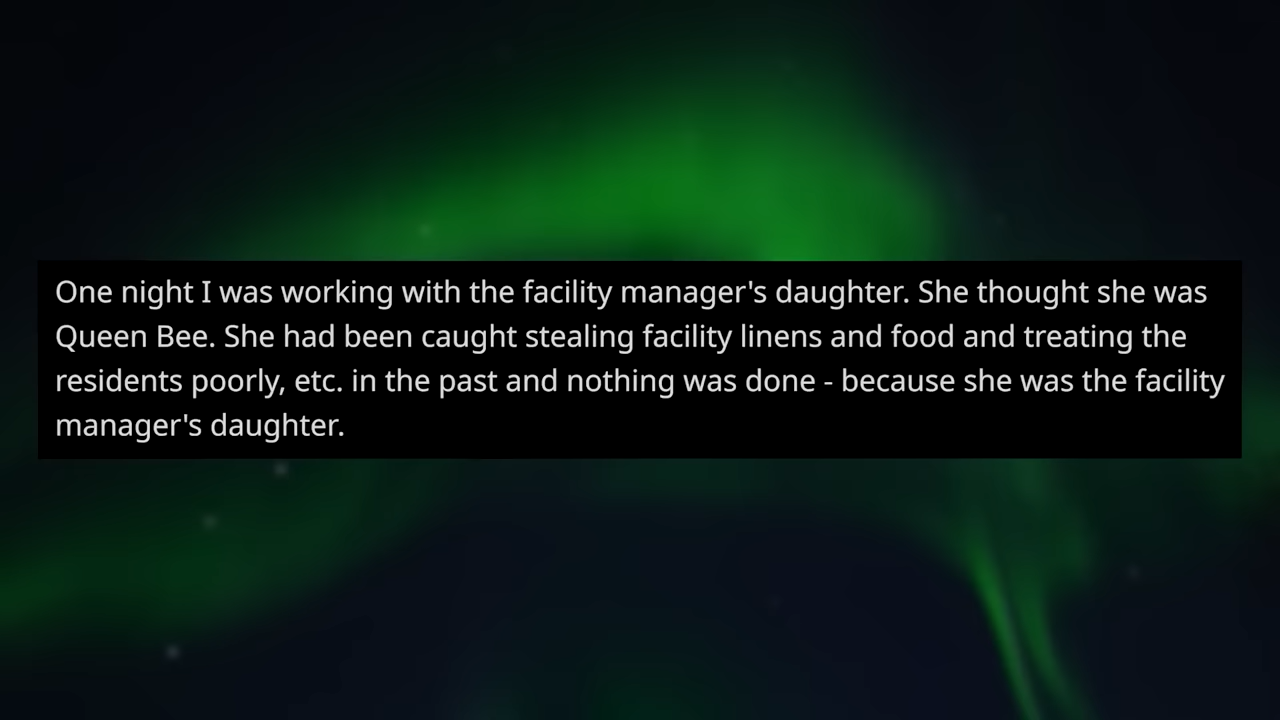 One night I was working with the facility manager's daughter. She thought she was
Queen Bee. She had been caught stealing facility linens and food and treating the
residents poorly, etc. in the past and nothing was done - because she was the facility
manager's daughter.